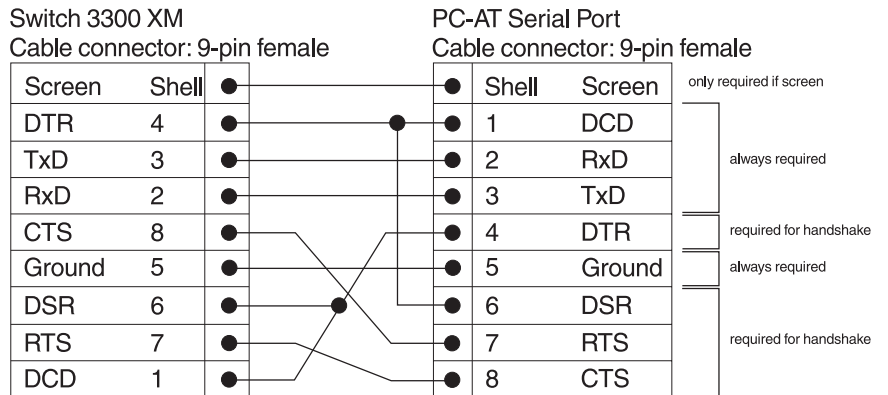 Switch 3300 XM PC-AT Serial Port
Cable connector: 9-pin female Cable connector: 9-pin female
Screen Shell Shell Screen only required if screen
DTR 4 1 DCD
TxD 3 2 RxD always required
RxD 2 3 TxD
CTS 8 4 DTR required for handshake
Ground 5 5 Ground always required
DSR 6 6 DSR
RTS 7 7 RTS required for handshake
DCD 1 8 CTS